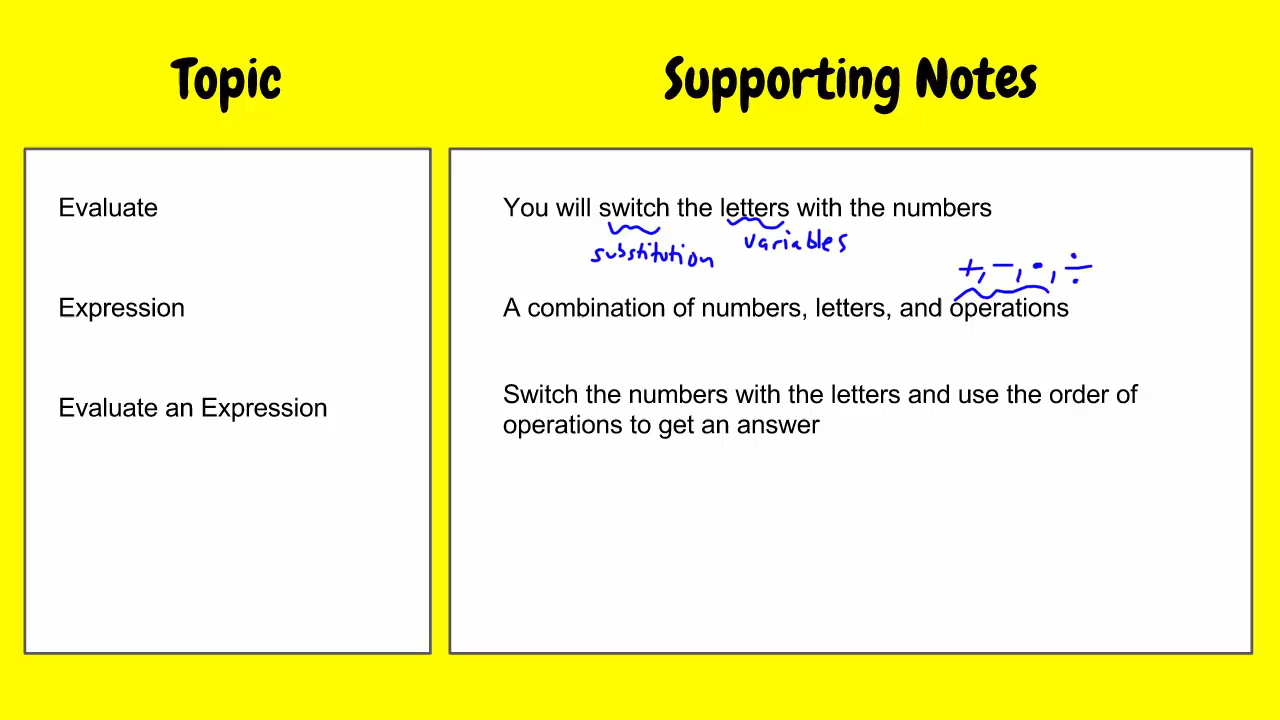 Topic
Supporting Notes
Evaluate
You will switch the letters with the numbers
substitution
variables
+, −, ·, ÷
Expression
A combination of numbers, letters, and operations
Evaluate an Expression
Switch the numbers with the letters and use the order of
operations to get an answer